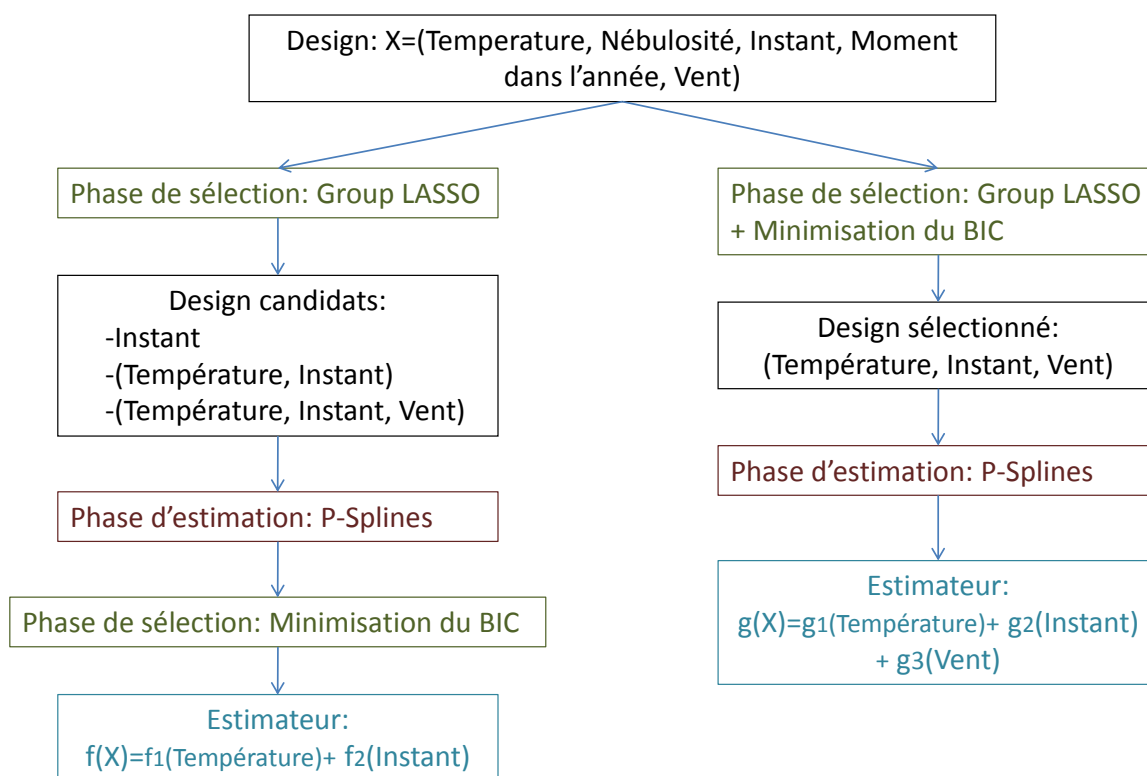 Design: X=(Temperature, Nébulosité, Instant, Moment
dans l'année, Vent)
Phase de sélection: Group LASSO
Design candidats:
-Instant
-(Température, Instant)
-(Température, Instant, Vent)
Phase d'estimation: P-Splines
Phase de sélection: Minimisation du BIC
Estimateur:
f(X)=f1(Température)+ f2(Instant)
Phase de sélection: Group LASSO
+ Minimisation du BIC
Design sélectionné:
(Température, Instant, Vent)
Phase d'estimation: P-Splines
Estimateur:
g(X)=g1(Température)+ g2(Instant)
+ g3(Vent)